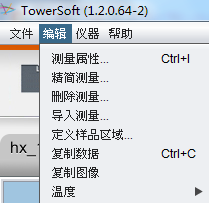 TowerSoft (1.2.0.64-2)
文件 编辑 仪器 帮助
测量属性... Ctrl+I
精简测量...
删除测量...
导入测量...
定义样品区域...
复制数据 Ctrl+C
复制图像
温度
hx_